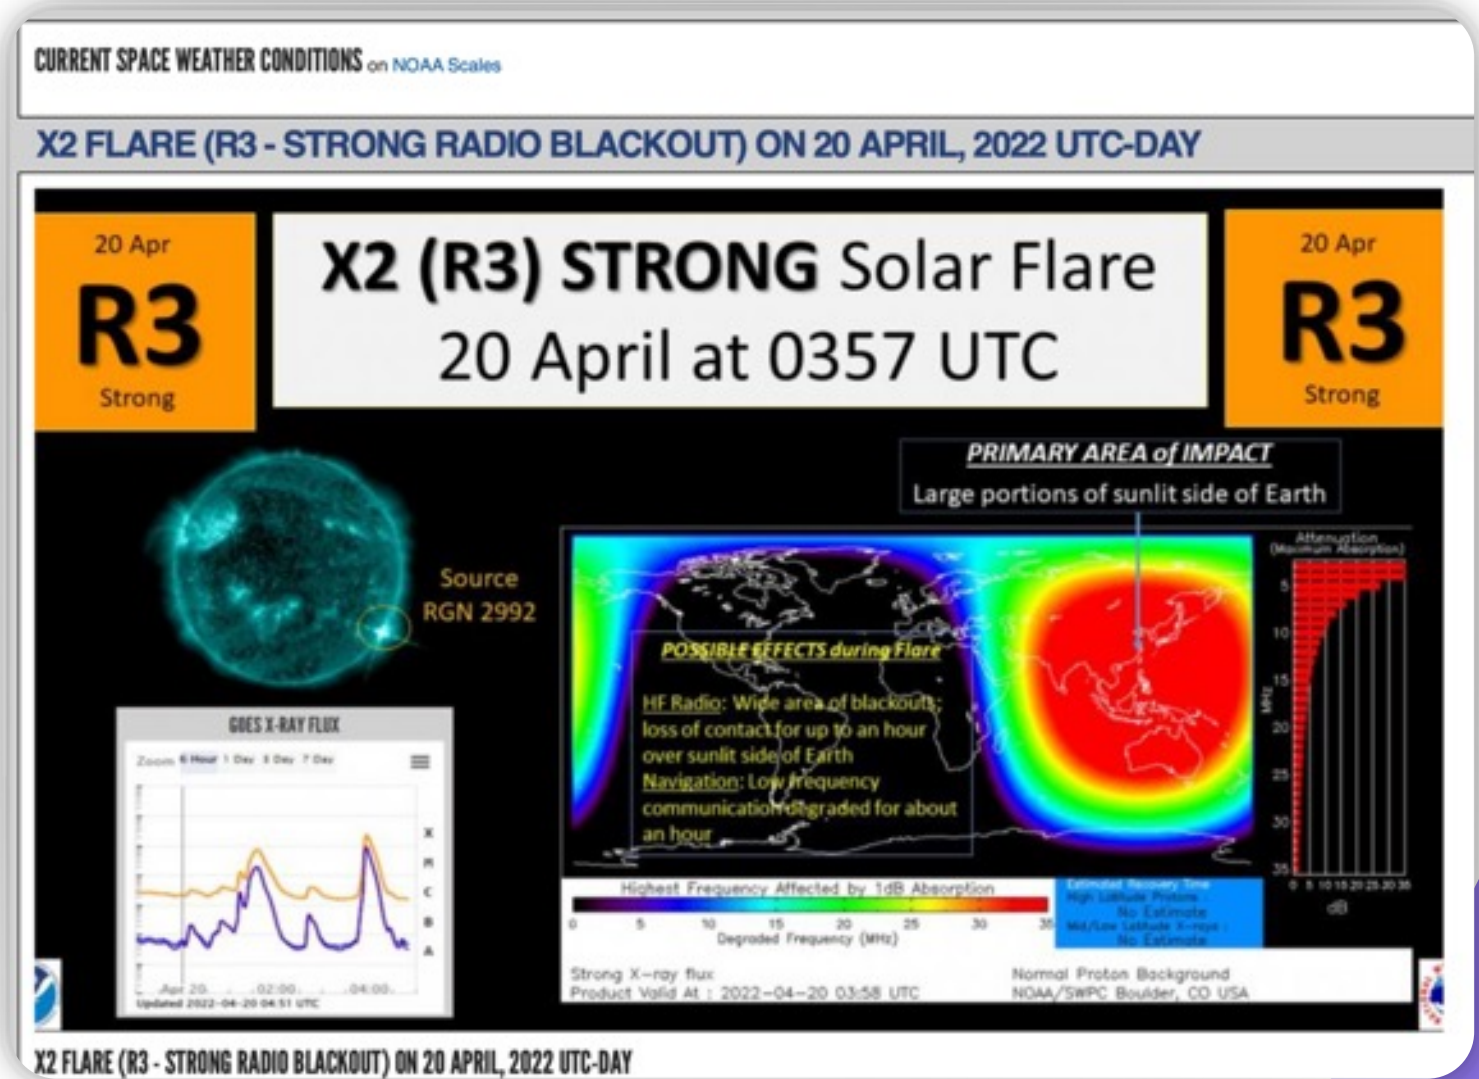 CURRENT SPACE WEATHER CONDITIONS on NOAA Scales
X2 FLARE (R3 - STRONG RADIO BLACKOUT) ON 20 APRIL, 2022 UTC-DAY
20 Apr
R3
Strong
X2 (R3) STRONG Solar Flare
20 April at 0357 UTC
20 Apr
R3
Strong
PRIMARY AREA of IMPACT
Large portions of sunlit side of Earth
Source
RGN 2992
GOES X-RAY FLUX
Zoom 6 Hour 1 Day 3 Day 7 Day
X
M
C
B
A
Apr 20 02:00 04:00
Updated 2022-04-20 04:51 UTC
POSSIBLE EFFECTS during Flare
HF Radio: Wide area of blackouts;
loss of contact for up to an hour
over sunlit side of Earth
Navigation: Low frequency
communication degraded for about
an hour
Attenuation
(Maximum Absorption)
5
10
15
20
25
30
35
MHz
0 5 10 15 20 25 30 35
dB
Highest Frequency Affected by 1dB Absorption
0 5 10 15 20 25 30 35
Degraded Frequency (MHz)
Estimated Recovery Time
High Latitude Protons :
No Estimate
Mid/Low Latitude X-rays :
No Estimate
Strong X-ray flux
Product Valid At : 2022-04-20 03:58 UTC
Normal Proton Background
NOAA/SWPC Boulder, CO USA
X2 FLARE (R3 - STRONG RADIO BLACKOUT) ON 20 APRIL, 2022 UTC-DAY